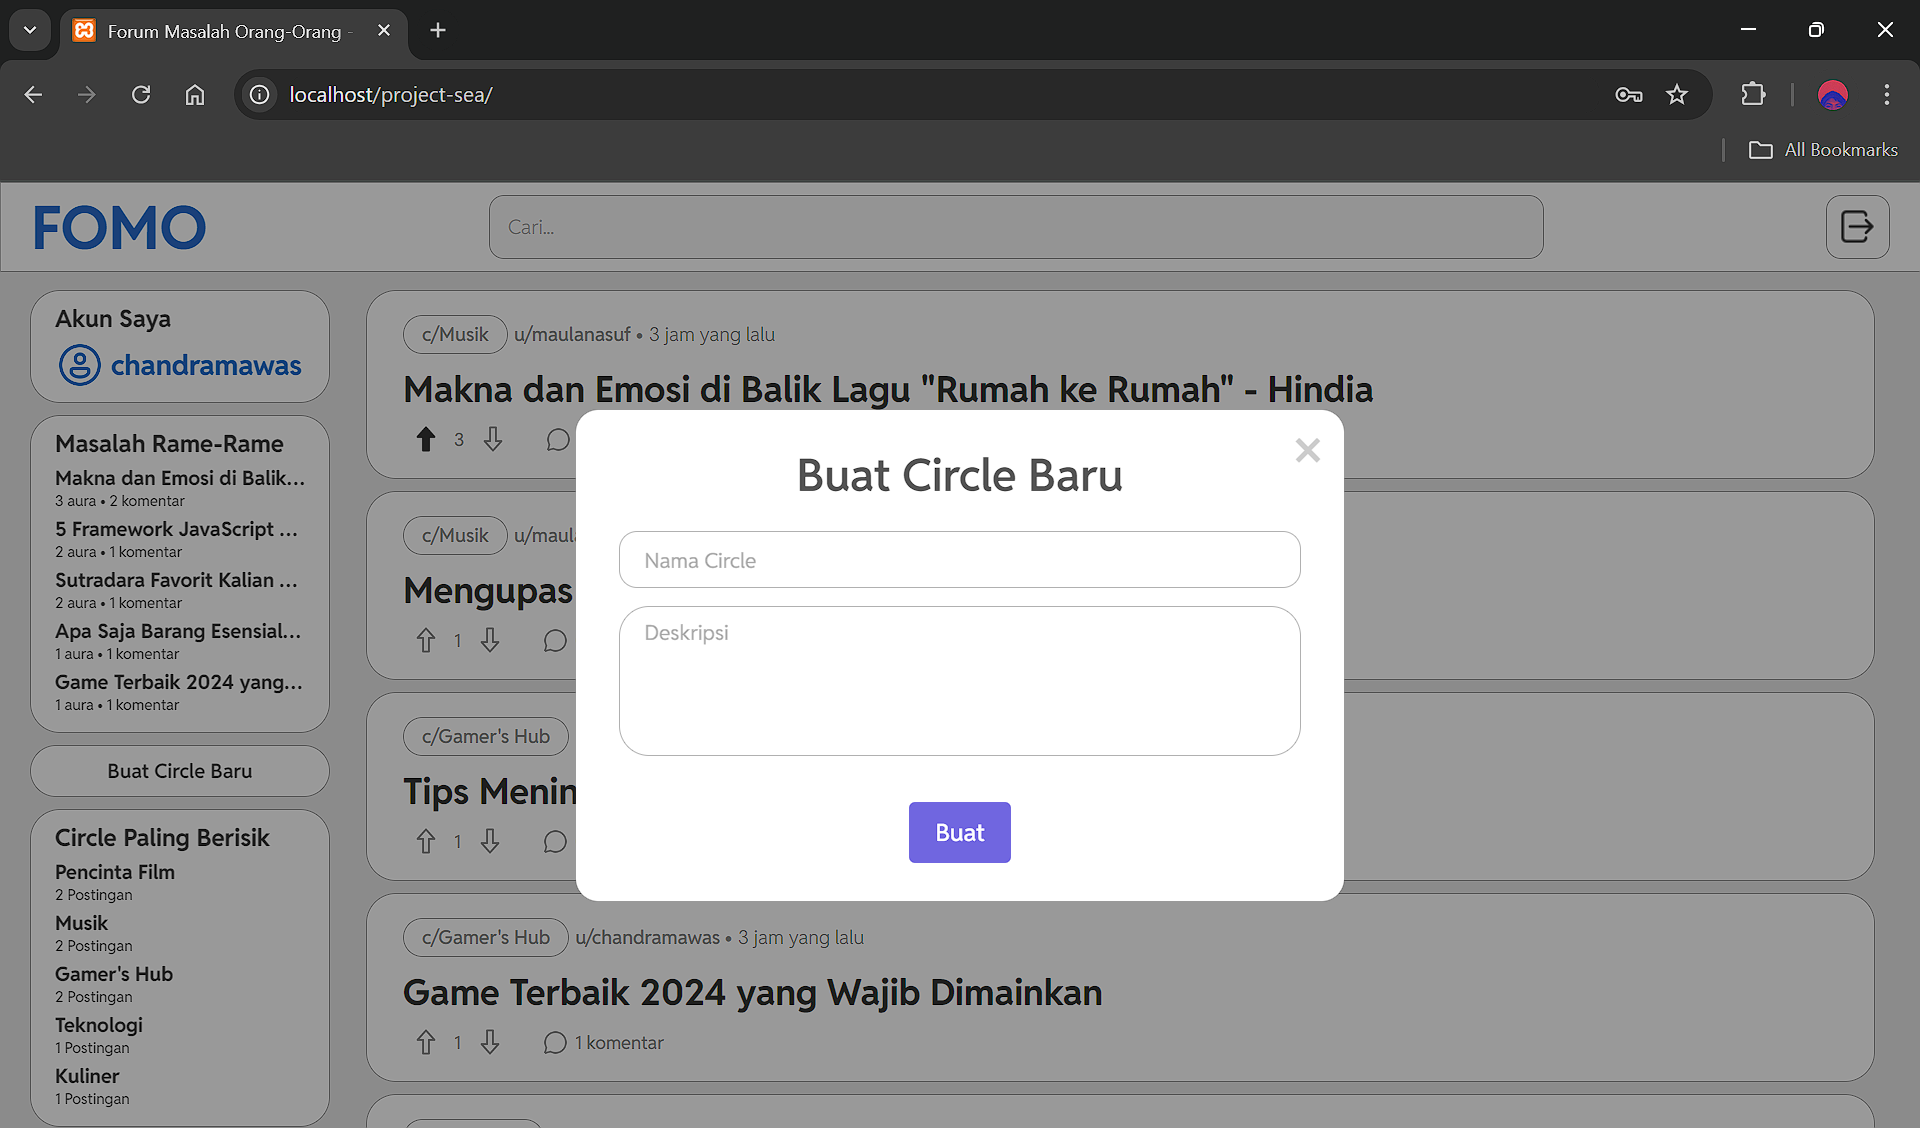 Forum Masalah Orang-Orang -
localhost/project-sea/
All Bookmarks
FOMO
Cari...
Akun Saya
chandramawas
Masalah Rame-Rame
Makna dan Emosi di Balik...
3 aura • 2 komentar
5 Framework JavaScript ...
2 aura • 1 komentar
Sutradara Favorit Kalian ...
2 aura • 1 komentar
Apa Saja Barang Esensial...
1 aura • 1 komentar
Game Terbaik 2024 yang...
1 aura • 1 komentar
Buat Circle Baru
Circle Paling Berisik
Pencinta Film
2 Postingan
Musik
2 Postingan
Gamer's Hub
2 Postingan
Teknologi
1 Postingan
Kuliner
1 Postingan
c/Musik u/maulanasuf • 3 jam yang lalu
Makna dan Emosi di Balik Lagu "Rumah ke Rumah" - Hindia
3
c/Musik
Mengupas
1
c/Gamer's Hub
Tips
1
c/Gamer's Hub u/chandramawas • 3 jam yang lalu
Game Terbaik 2024 yang Wajib Dimainkan
1 1 komentar
Buat Circle Baru
Nama Circle
Deskripsi
Buat